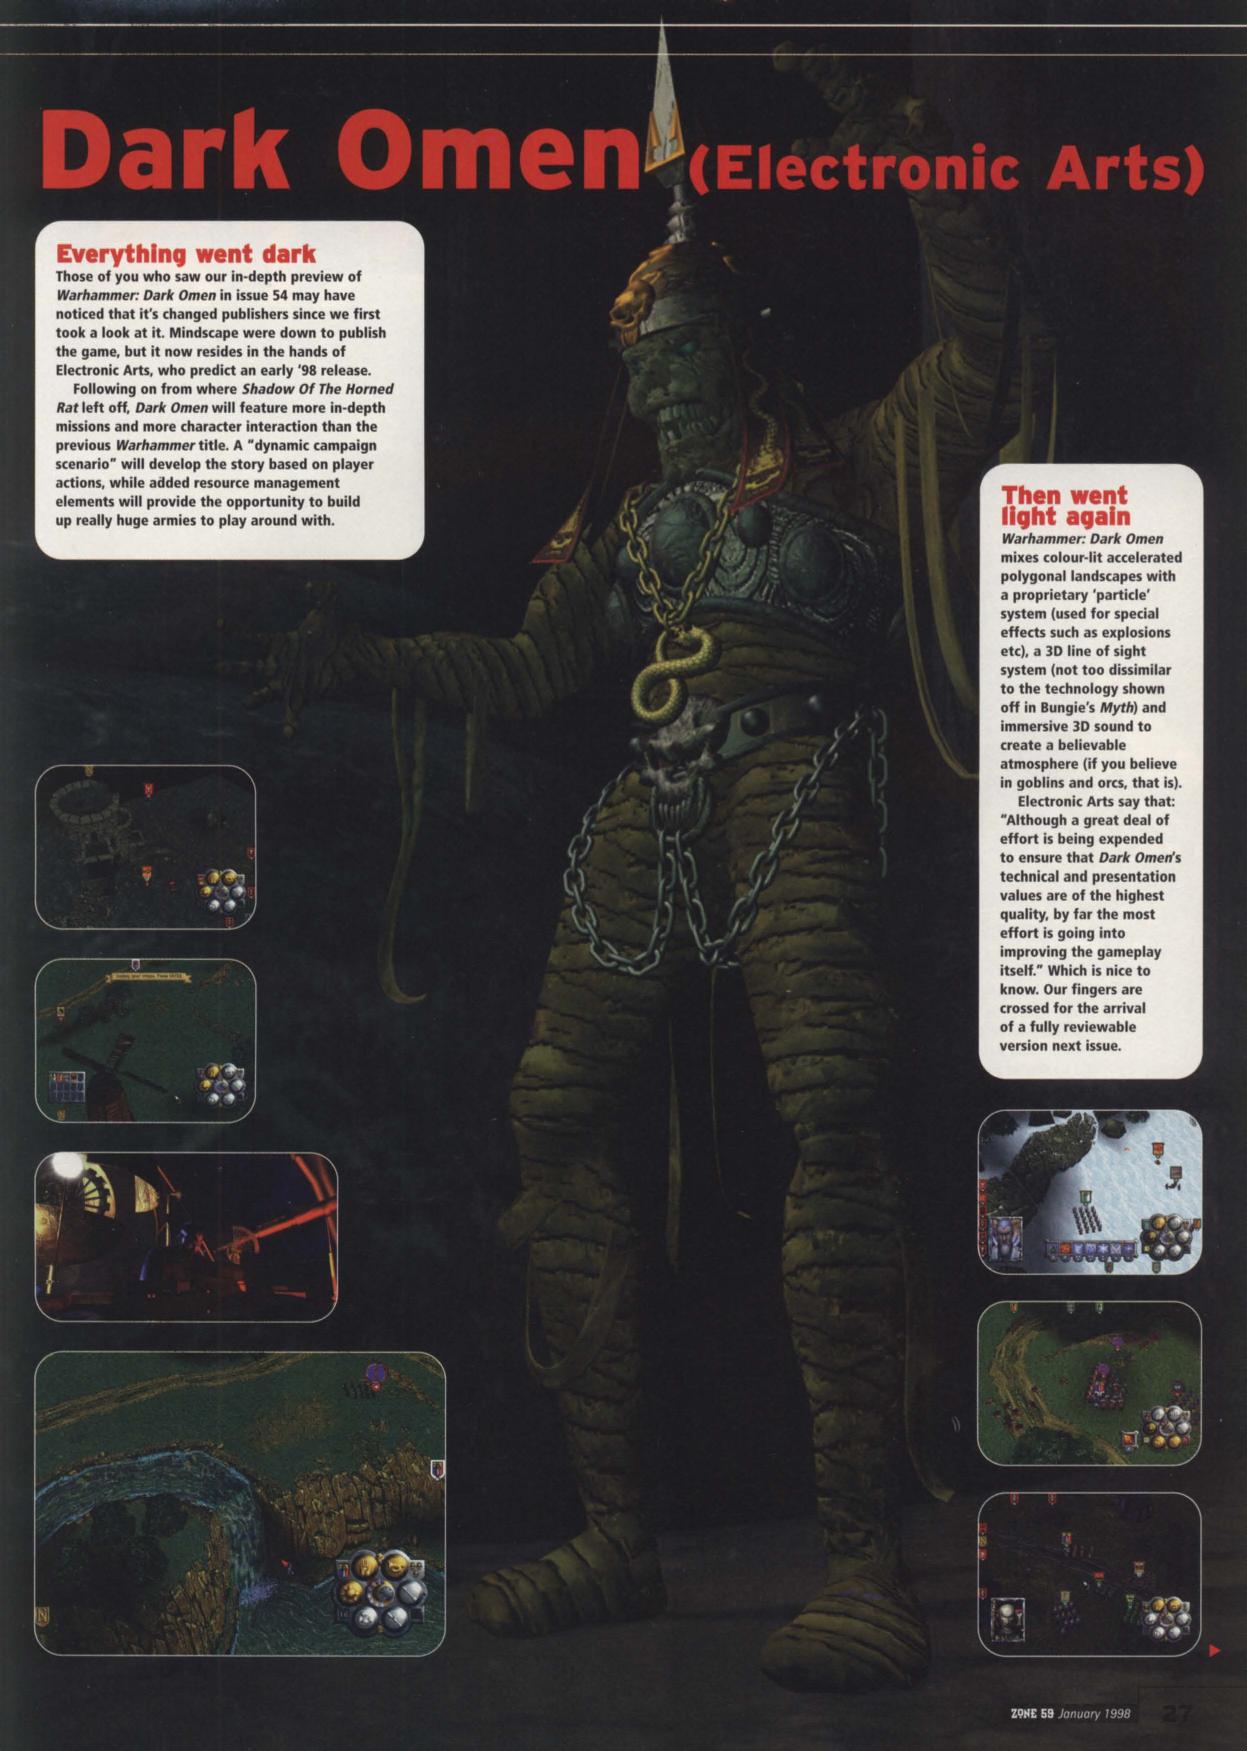 Dark Omen (Electronic Arts)
Everything went dark
Those of you who saw our in-depth preview of
Warhammer: Dark Omen in issue 54 may have
noticed that it's changed publishers since we first
took a look at it. Mindscape were down to publish
the game, but it now resides in the hands of
Electronic Arts, who predict an early '98 release.
Following on from where Shadow Of The Horned
Rat left off, Dark Omen will feature more in-depth
missions and more character interaction than the
previous Warhammer title. A "dynamic campaign
scenario" will develop the story based on player
actions, while added resource management
elements will provide the opportunity to build
up really huge armies to play around with.
Then went
light again
Warhammer: Dark Omen
mixes colour-lit accelerated
polygonal landscapes with
a proprietary 'particle'
system (used for special
effects such as explosions
etc), a 3D line of sight
system (not too dissimilar
to the technology shown
off in Bungie's Myth) and
immersive 3D sound to
create a believable
atmosphere (if you believe
in goblins and orcs, that is).
Electronic Arts say that:
"Although a great deal of
effort is being expended
to ensure that Dark Omen's
technical and presentation
values are of the highest
quality, by far the most
effort is going into
improving the gameplay
itself." Which is nice to
know. Our fingers are
crossed for the arrival
of a fully reviewable
version next issue.
N
ZONE 59 January 1998 27